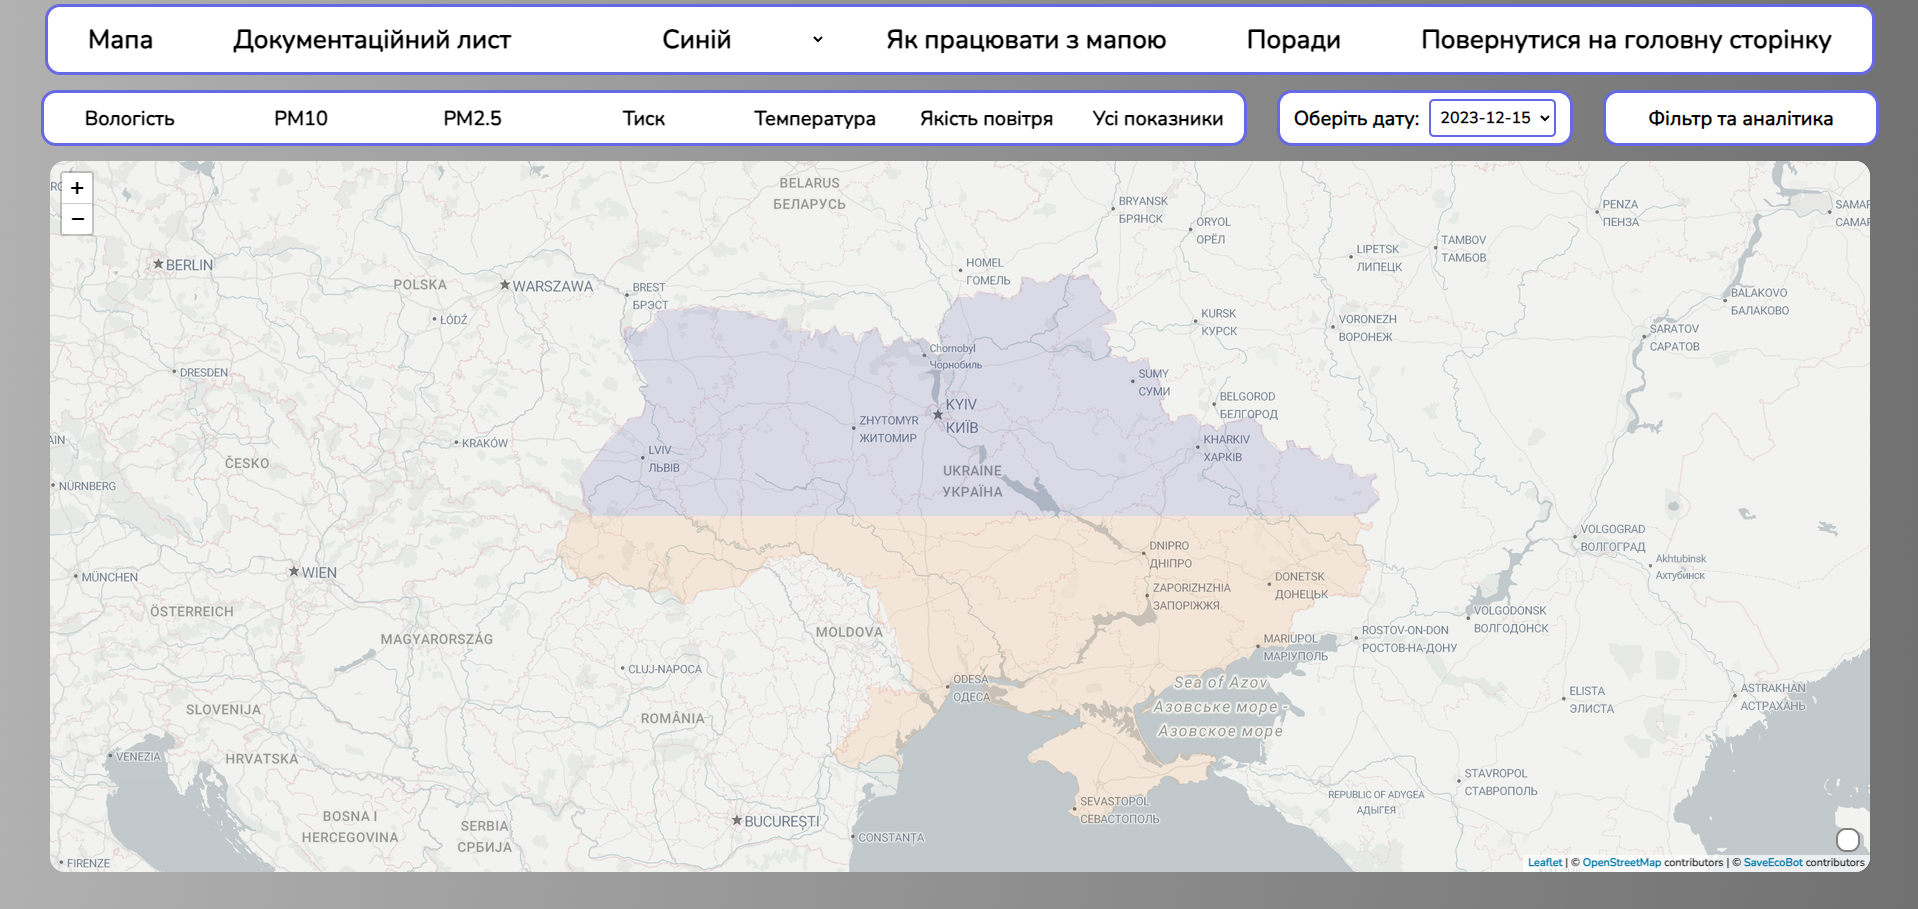 Мапа
Документаційний лист
Синій
Як працювати з мапою
Поради
Повернутися на головну сторінку
Вологість
PM10
PM2.5
Тиск
Температура
Якість повітря
Усі показники
Оберіть дату:
2023-12-15
Фільтр та аналітика
+
−
BELARUS
БЕЛАРУСЬ
BRYANSK
БРЯНСК
ORYOL
ОРЁЛ
PENZA
ПЕНЗА
LIPETSK
ЛИПЕЦК
TAMBOV
ТАМБОВ
BERLIN
POLSKA
WARSZAWA
BREST
БРЭСТ
HOMEL
ГОМЕЛЬ
ŁÓDŹ
KURSK
КУРСК
VORONEZH
ВОРОНЕЖ
BALAKOVO
БАЛАКОВО
SARATOV
САРАТОВ
Chornobyl
Чорнобиль
DRESDEN
SUMY
СУМИ
BELGOROD
БЕЛГОРОД
KYIV
КИЇВ
ZHYTOMYR
ЖИТОМИР
KHARKIV
ХАРКІВ
KRAKÓW
LVIV
ЛЬВІВ
ČESKO
UKRAINE
УКРАЇНА
NÜRNBERG
VOLGOGRAD
ВОЛГОГРАД
DNIPRO
ДНІПРО
Akhtubinsk
Ахтубинск
WIEN
MÜNCHEN
DONETSK
ДОНЕЦЬК
ZAPORIZHZHIA
ЗАПОРІЖЖЯ
ÖSTERREICH
VOLGODONSK
ВОЛГОДОНСК
MAGYARORSZÁG
MOLDOVA
MARIUPOL
МАРІУПОЛЬ
ROSTOV-ON-DON
РОСТОВ-НА-ДОНУ
CLUJ-NAPOCA
ODESA
ОДЕСА
Sea of Azov
Азовське море -
Азовское море
ELISTA
ЭЛИСТА
ASTRAKHAN
АСТРАХАНЬ
SLOVENIJA
ROMÂNIA
VENEZIA
HRVATSKA
STAVROPOL
СТАВРОПОЛЬ
REPUBLIC OF ADYGEA
АДЫГЕЯ
SEVASTOPOL
СЕВАСТОПОЛЬ
BOSNA I
HERCEGOVINA
SERBIA
СРБИЈА
BUCUREȘTI
CONSTANȚA
FIRENZE
Leaflet | © OpenStreetMap contributors | © SaveEcoBot contributors